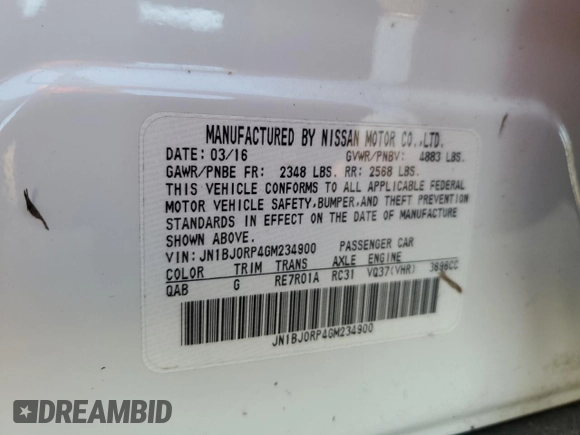 MANUFACTURED BY NISSAN MOTOR CO.,LTD.
DATE: 03/16 GVWR/PNBV: 4883 LBS.
GAWR/PNBE FR: 2348 LBS. RR: 2568 LBS.
THIS VEHICLE CONFORMS TO ALL APPLICABLE FEDERAL
MOTOR VEHICLE SAFETY,BUMPER,AND THEFT PREVENTION
STANDARDS IN EFFECT ON THE DATE OF MANUFACTURE
SHOWN ABOVE.
VIN: JN1BJ0RP4GM234900 PASSENGER CAR
COLOR TRIM TRANS AXLE ENGINE
QAB G RE7R01A RC31 VQ37(VHR) 3696CC
JN1BJ0RP4GM234900
DREAMBID